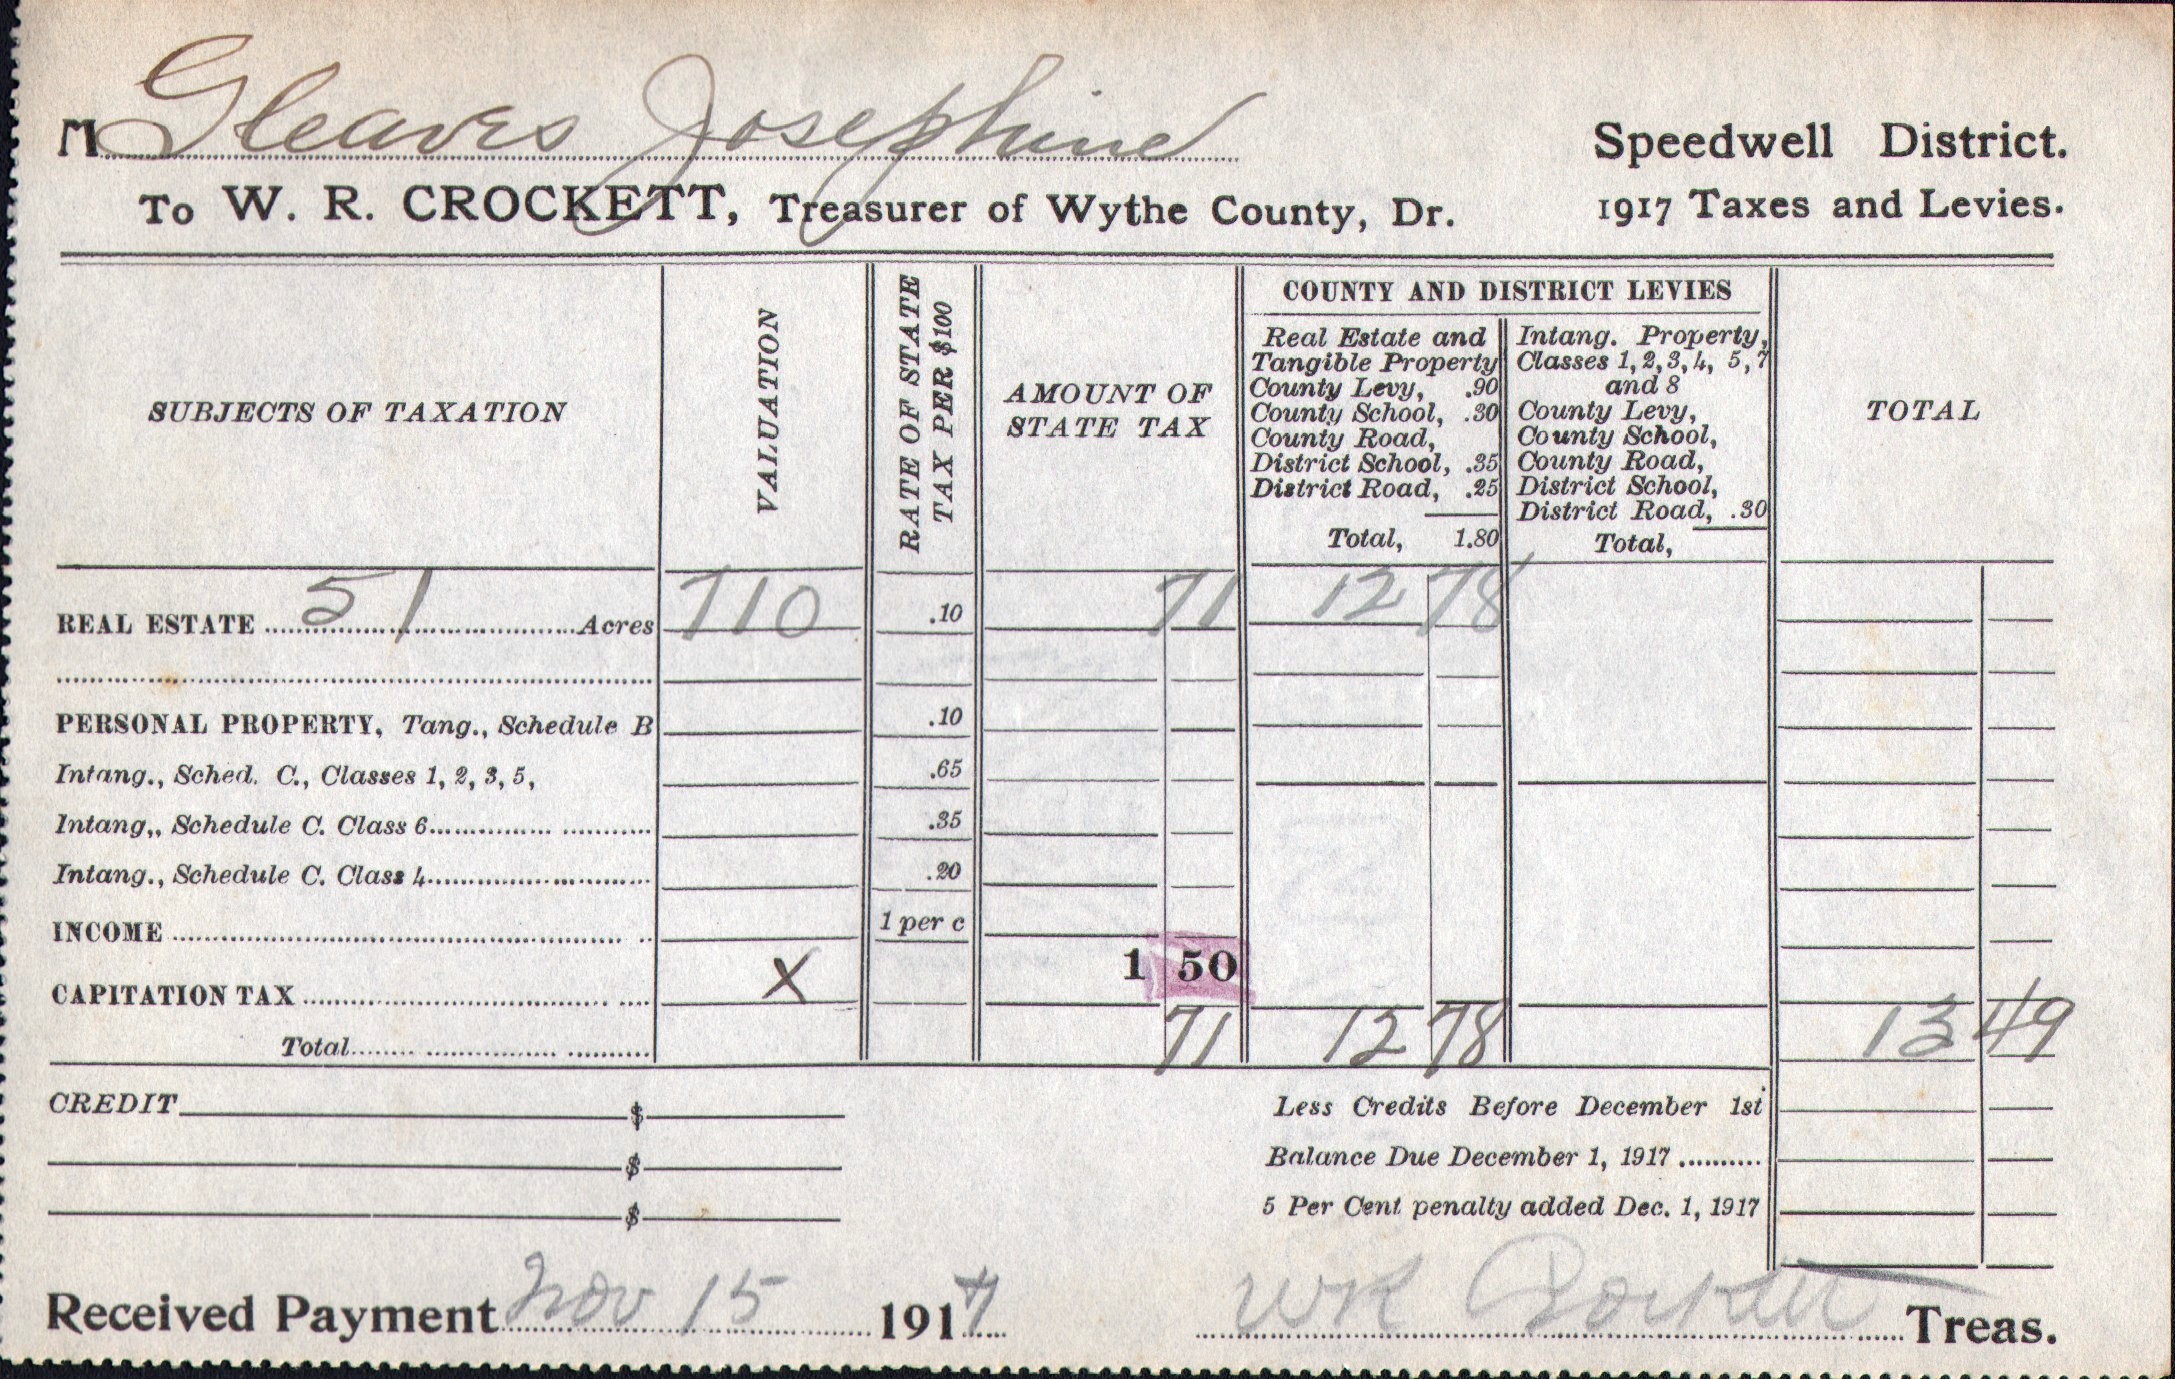 M Gleaves Josephine
Speedwell District.
To W. R. CROCKETT, Treasurer of Wythe County, Dr.
1917 Taxes and Levies.
SUBJECTS OF TAXATION
VALUATION
RATE OF STATE
TAX PER $100
AMOUNT OF
STATE TAX
COUNTY AND DISTRICT LEVIES
Real Estate and
Tangible Property
County Levy, .90
County School, .30
County Road,
District School, .35
District Road, .25
Total, 1.80
Intang. Property,
Classes 1, 2, 3, 4, 5, 7
and 8
County Levy,
County School,
County Road,
District School,
District Road, .30
Total,
TOTAL
REAL ESTATE 51 Acres 710 .10 71 12 78
PERSONAL PROPERTY, Tang., Schedule B .10
Intang., Sched. C., Classes 1, 2, 3, 5, .65
Intang,, Schedule C. Class 6 .35
Intang., Schedule C. Class 4 .20
INCOME 1 per c
CAPITATION TAX X 1 50
Total 71 12 78 13 49
CREDIT $
$
$
Less Credits Before December 1st
Balance Due December 1, 1917
5 Per Cent penalty added Dec. 1, 1917
Received Payment Nov 15 1917 WR Crockett Treas.